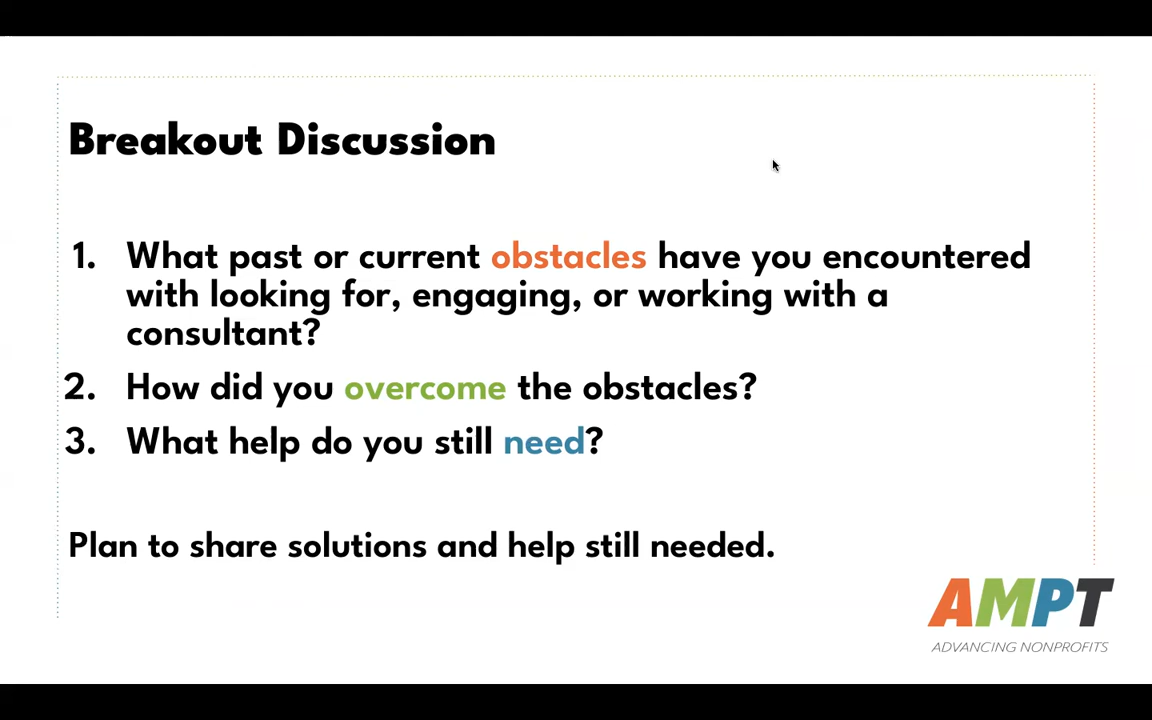 Breakout Discussion
1. What past or current obstacles have you encountered
with looking for, engaging, or working with a
consultant?
2. How did you overcome the obstacles?
3. What help do you still need?
Plan to share solutions and help still needed.
AMPT
ADVANCING NONPROFITS